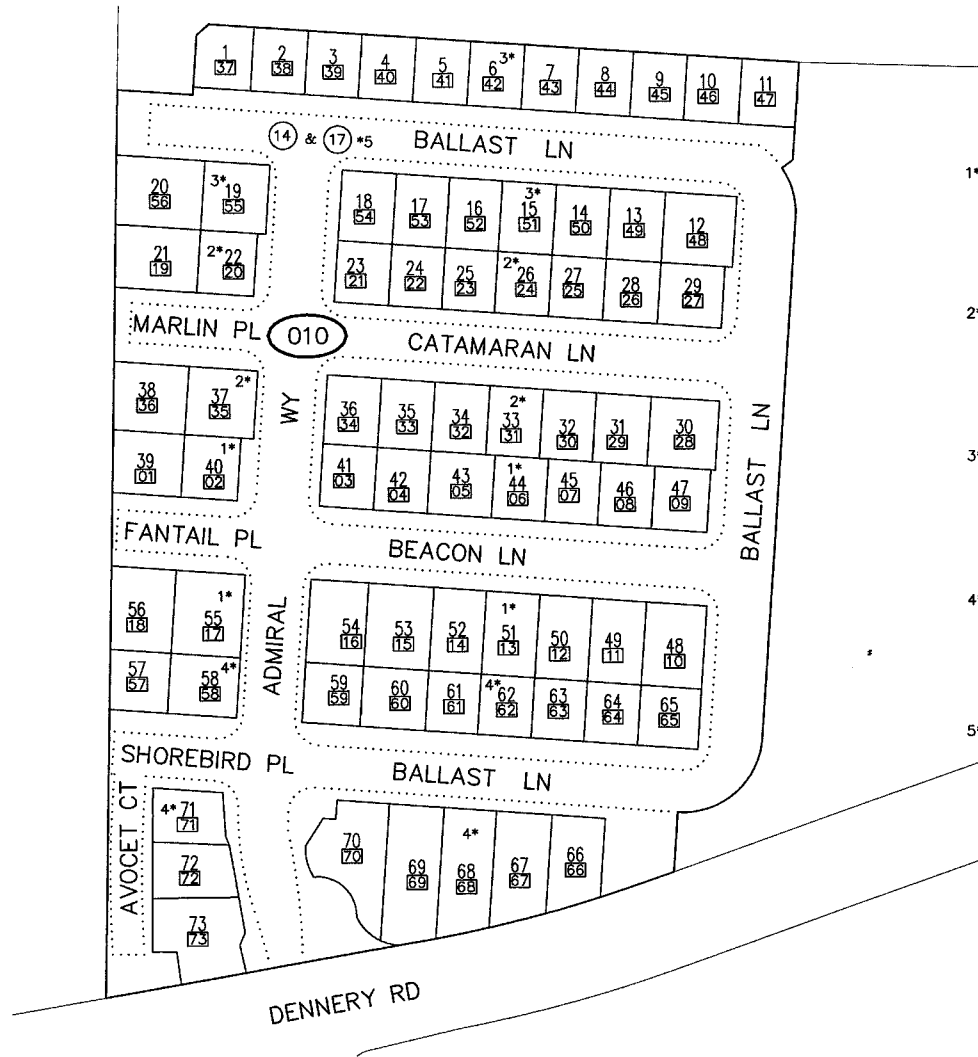 1 2 3 4 5 6 3* 7 8 9 10 11
37 38 39 40 41 42 43 44 45 46 47
14 & 17 *5 BALLAST LN
20 3* 19 18 17 16 3* 15 14 13 12
56 55 54 53 52 51 50 49 48
21 2* 22 23 24 25 2* 26 27 28 29
19 20 21 22 23 24 25 26 27
MARLIN PL 010 CATAMARAN LN
38 37 2* 36 35 34 2* 33 32 31 30
36 35 34 33 32 31 30 29 28
39 40 1* 41 42 43 1* 44 45 46 47
01 02 03 04 05 06 07 08 09
FANTAIL PL BEACON LN
56 55 1* 54 53 52 1* 51 50 49 48
18 17 16 15 14 13 12 11 10
57 58 4* 59 60 61 4* 62 63 64 65
57 58 59 60 61 62 63 64 65
SHOREBIRD PL BALLAST LN
4* 71 70 69 4* 68 67 66
71 70 69 68 67 66
72
72
73
73
ADMIRAL WY
BALLAST LN
AVOCET CT
DENNERY RD
1*
2*
3*
4*
5*